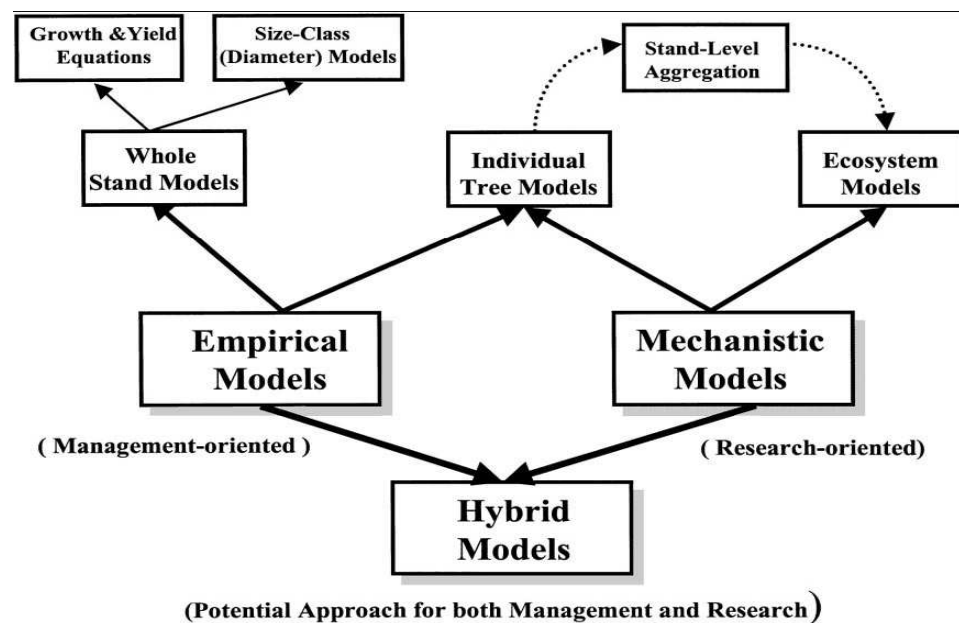 Growth &Yield
Equations
Size-Class
(Diameter) Models
Stand-Level
Aggregation
Whole
Stand Models
Individual
Tree Models
Ecosystem
Models
Empirical
Models
Mechanistic
Models
( Management-oriented )
( Research-oriented)
Hybrid
Models
(Potential Approach for both Management and Research)